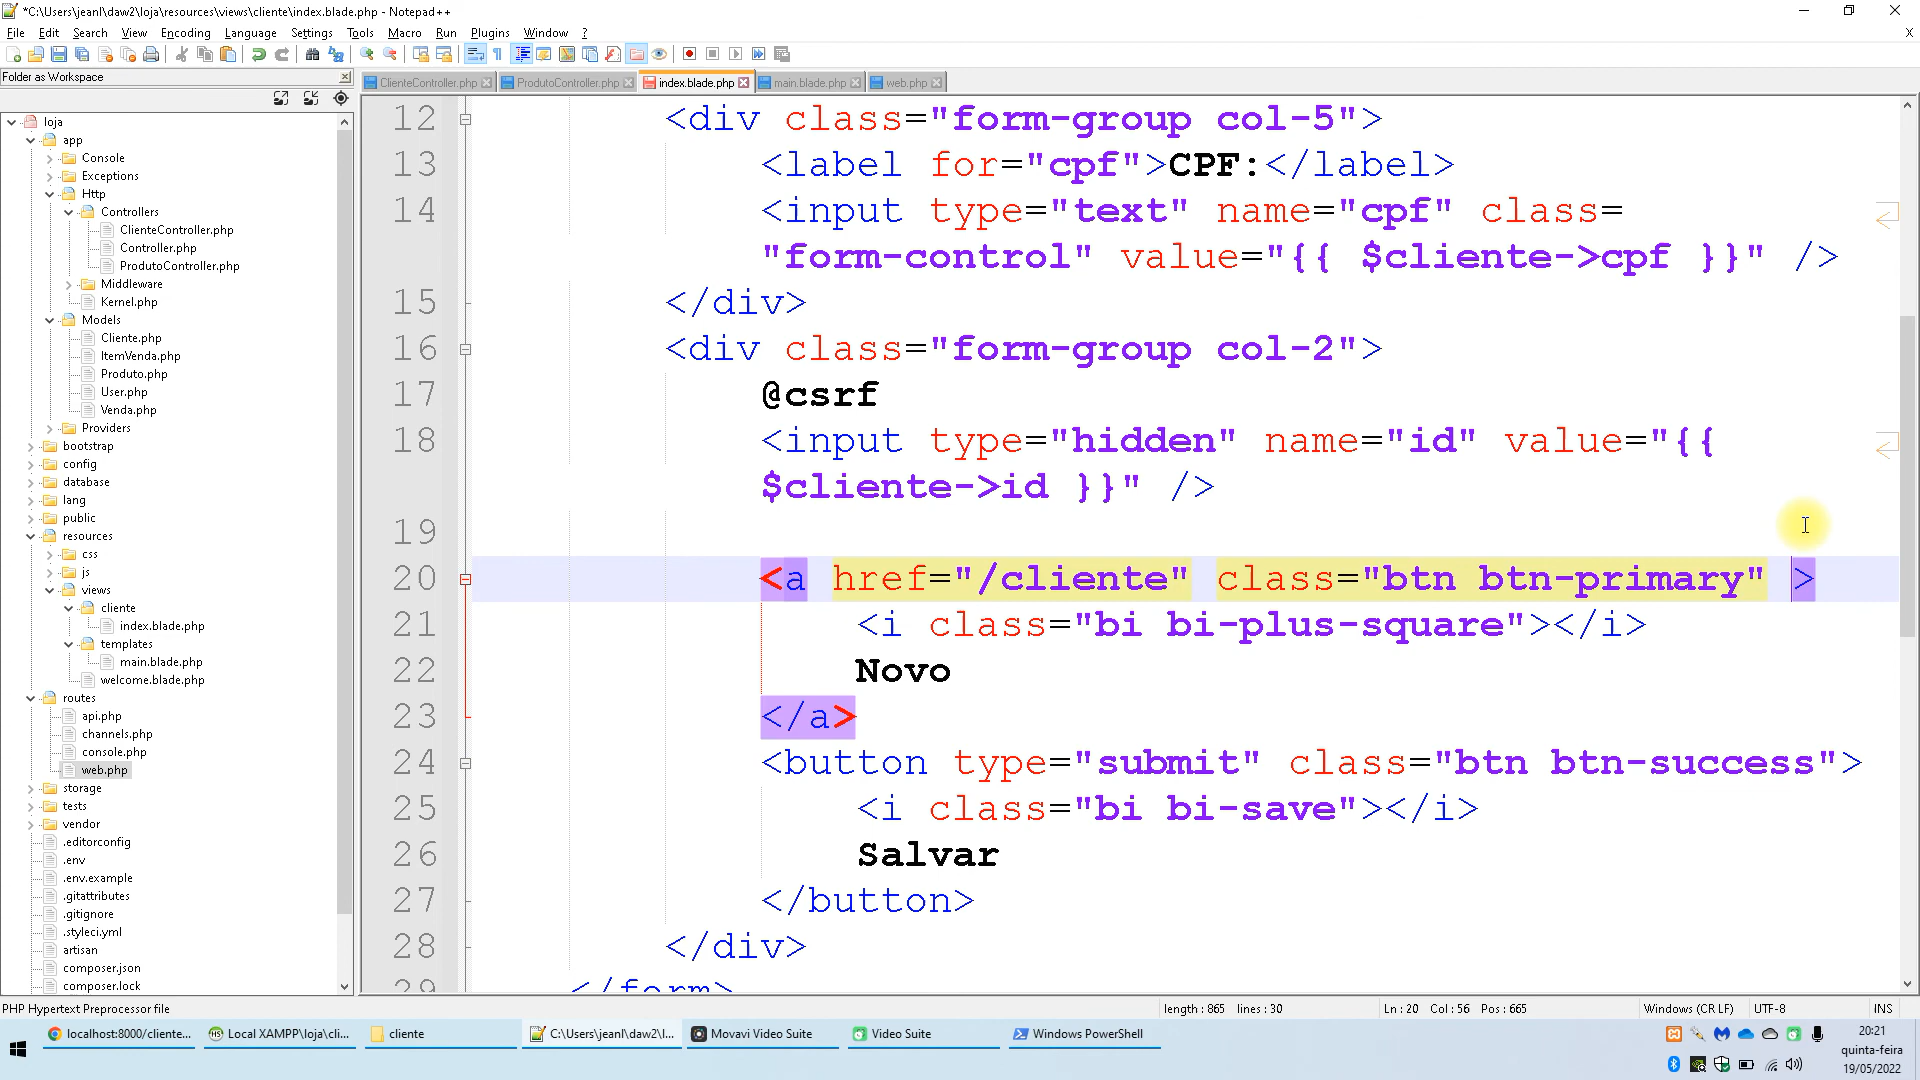 *C:\Users\jeanl\daw2\loja\resources\views\cliente\index.blade.php - Notepad++
File Edit Search View Encoding Language Settings Tools Macro Run Plugins Window ? X
Folder as Workspace
ClienteController.php ProdutoController.php index.blade.php main.blade.php web.php
loja
app
Console
Exceptions
Http
Controllers
ClienteController.php
Controller.php
ProdutoController.php
Middleware
Kernel.php
Models
Cliente.php
ItemVenda.php
Produto.php
User.php
Venda.php
Providers
bootstrap
config
database
lang
public
resources
css
js
views
cliente
index.blade.php
templates
main.blade.php
welcome.blade.php
routes
api.php
channels.php
console.php
web.php
storage
tests
vendor
.editorconfig
.env
.env.example
.gitattributes
.gitignore
.styleci.yml
artisan
composer.json
composer.lock
12 <div class="form-group col-5">
13 <label for="cpf">CPF:</label>
14 <input type="text" name="cpf" class=
"form-control" value="{{ $cliente->cpf }}" />
15 </div>
16 <div class="form-group col-2">
17 @csrf
18 <input type="hidden" name="id" value="{{
$cliente->id }}" />
19
20 <a href="/cliente" class="btn btn-primary" >
21 <i class="bi bi-plus-square"></i>
22 Novo
23 </a>
24 <button type="submit" class="btn btn-success">
25 <i class="bi bi-save"></i>
26 Salvar
27 </button>
28 </div>
29 </form>
PHP Hypertext Preprocessor file length : 865 lines : 30 Ln : 20 Col : 56 Pos : 665 Windows (CR LF) UTF-8 INS
localhost:8000/cliente... Local XAMPP\loja\cli... cliente C:\Users\jeanl\daw2\l... Movavi Video Suite Video Suite Windows PowerShell
20:21
quinta-feira
19/05/2022